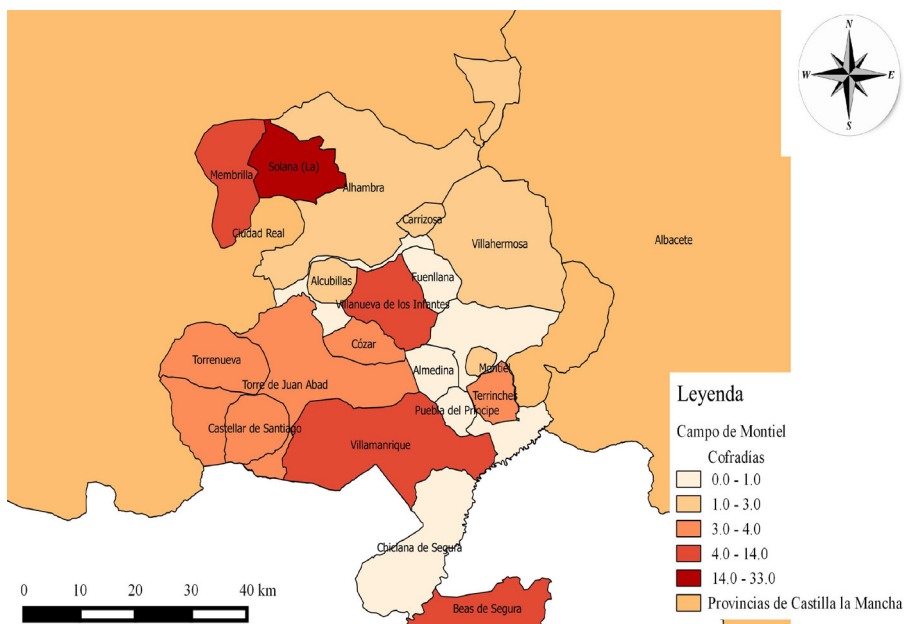 N
W E
S
Solana (La)
Membrilla
Alhambra
Carrizosa
Ciudad Real
Villahermosa
Albacete
Alcubillas
Fuenllana
Villanueva de los Infantes
Cózar
Torrenueva
Almedina
Montiel
Torre de Juan Abad
Terrinches
Puebla del Príncipe
Castellar de Santiago
Villamanrique
Chiclana de Segura
Beas de Segura
Leyenda
Campo de Montiel
Cofradías
0.0 - 1.0
1.0 - 3.0
3.0 - 4.0
4.0 - 14.0
14.0 - 33.0
Provincias de Castilla la Mancha
0 10 20 30 40 km